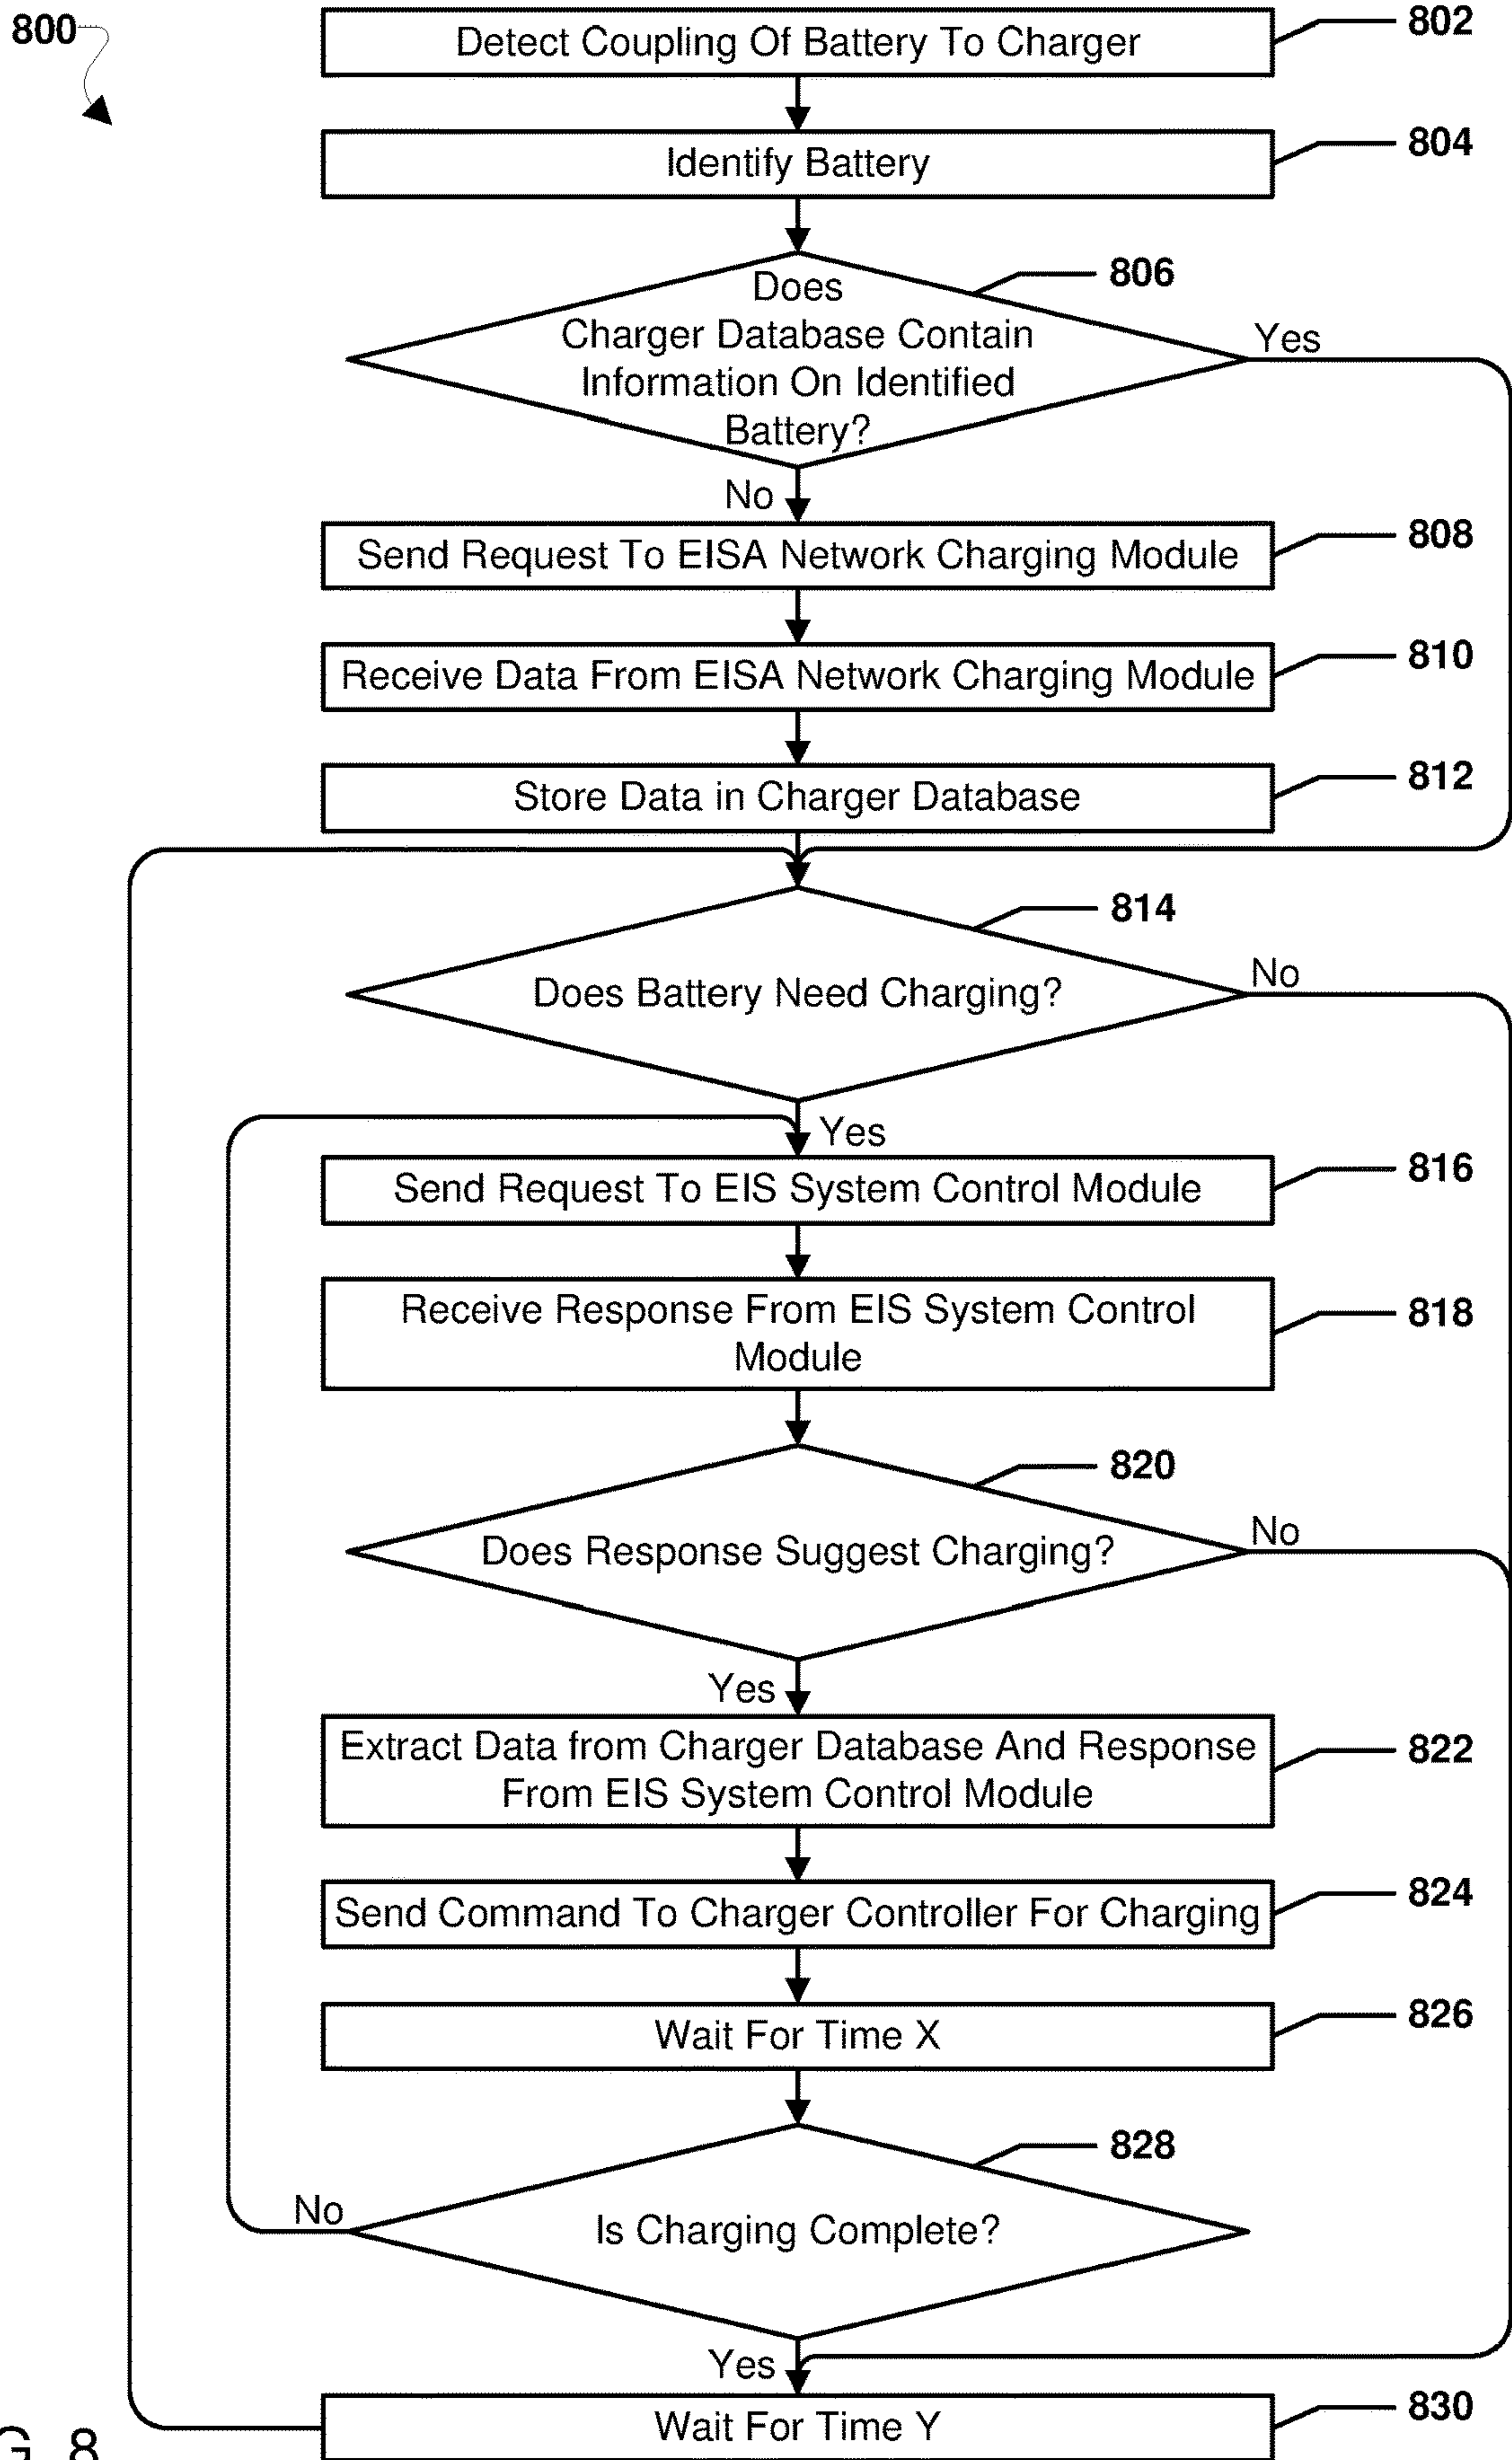 800
Detect Coupling Of Battery To Charger
802
Identify Battery
804
Does
Charger Database Contain
Information On Identified
Battery?
806
Yes
No
Send Request To EISA Network Charging Module
808
Receive Data From EISA Network Charging Module
810
Store Data in Charger Database
812
814
Does Battery Need Charging?
No
Yes
Send Request To EIS System Control Module
816
Receive Response From EIS System Control
Module
818
820
Does Response Suggest Charging?
No
Yes
Extract Data from Charger Database And Response
From EIS System Control Module
822
Send Command To Charger Controller For Charging
824
Wait For Time X
826
828
Is Charging Complete?
No
Yes
Wait For Time Y
830
G. 8